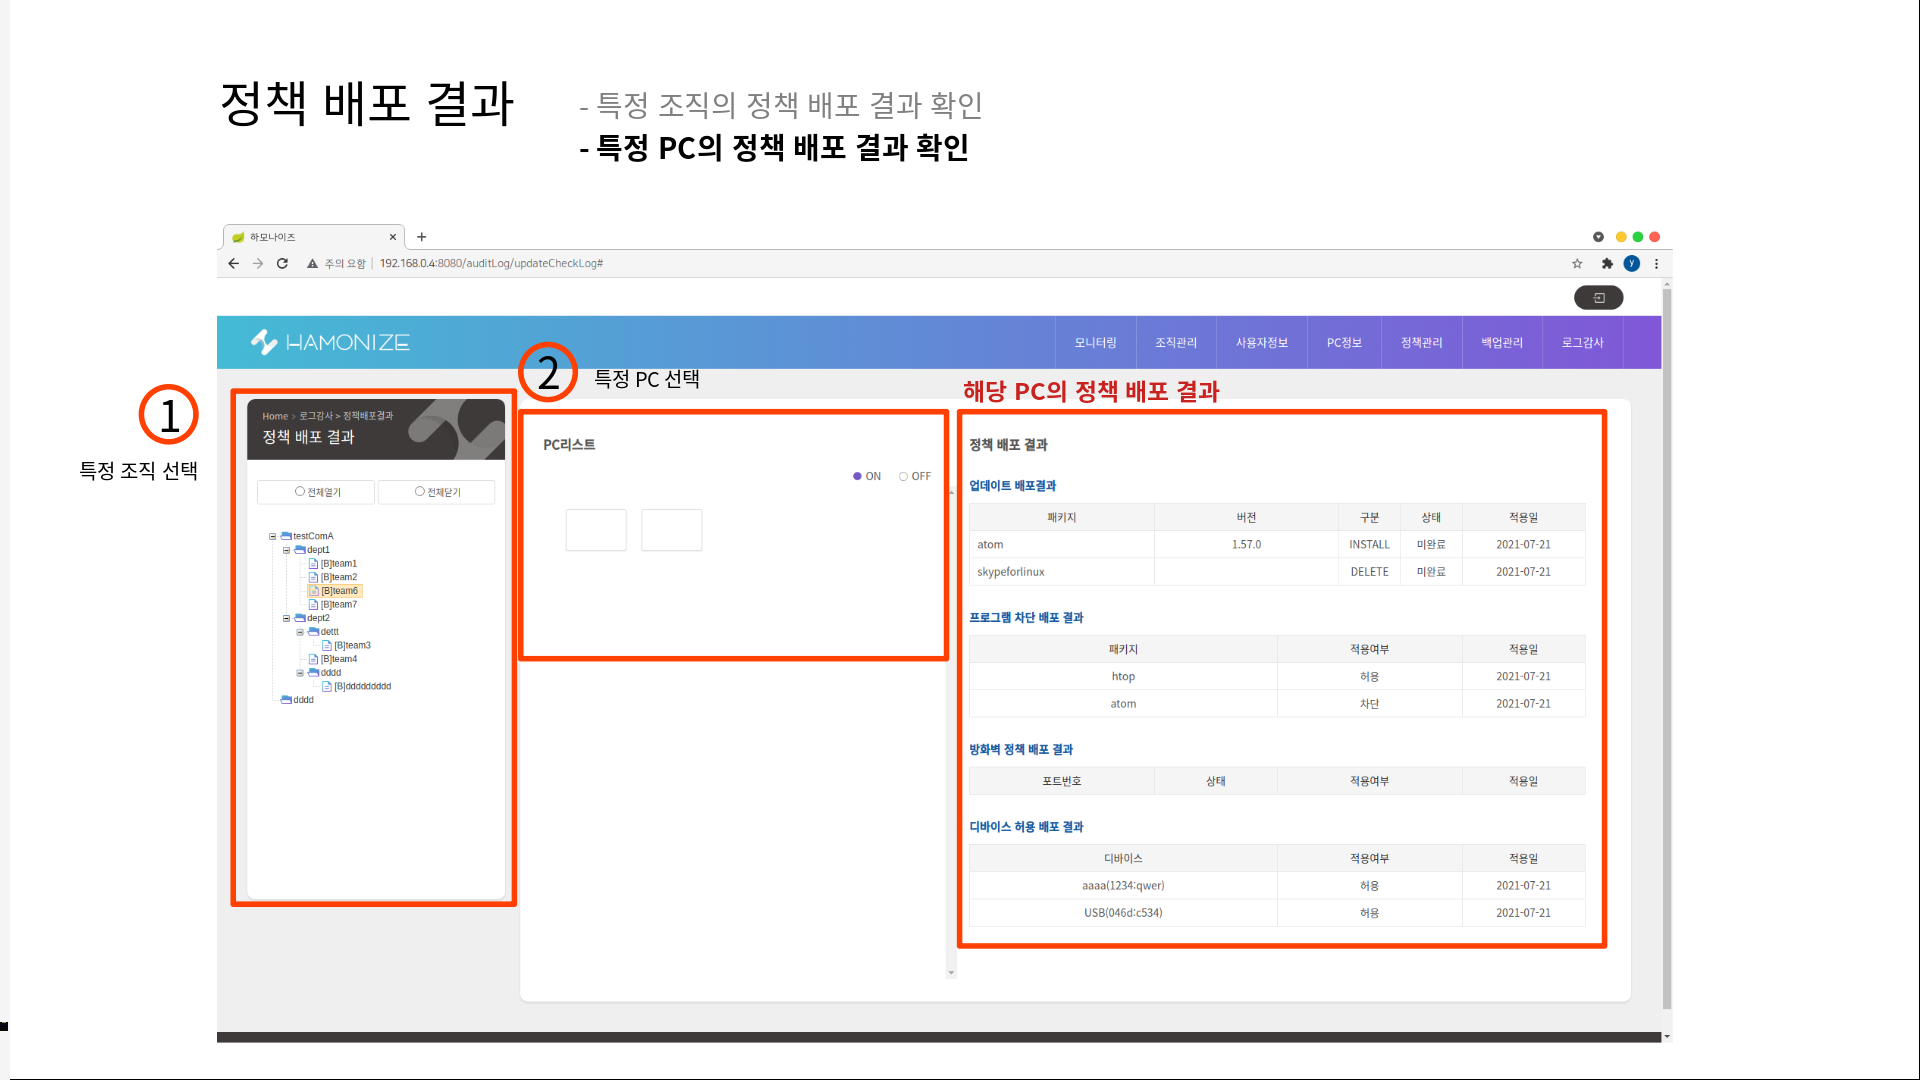 정책 배포 결과
- 특정 조직의 정책 배포 결과 확인
- 특정 PC의 정책 배포 결과 확인
하모나이즈
주의 요함 | 192.168.0.4:8080/auditLog/updateCheckLog#
y
HAMONIZE
모니터링 조직관리 사용자정보 PC정보 정책관리 백업관리 로그감사
1
특정 조직 선택
2
특정 PC 선택
해당 PC의 정책 배포 결과
Home > 로그감사 > 정책배포결과
정책 배포 결과
전체열기 전체닫기
testComA
dept1
[B]team1
[B]team2
[B]team6
[B]team7
dept2
dettt
[B]team3
[B]team4
dddd
[B]ddddddddd
dddd
PC리스트
ON OFF
정책 배포 결과
업데이트 배포결과
패키지 버전 구분 상태 적용일
atom 1.57.0 INSTALL 미완료 2021-07-21
skypeforlinux DELETE 미완료 2021-07-21
프로그램 차단 배포 결과
패키지 적용여부 적용일
htop 허용 2021-07-21
atom 차단 2021-07-21
방화벽 정책 배포 결과
포트번호 상태 적용여부 적용일
디바이스 허용 배포 결과
디바이스 적용여부 적용일
aaaa(1234:qwer) 허용 2021-07-21
USB(046d:c534) 허용 2021-07-21